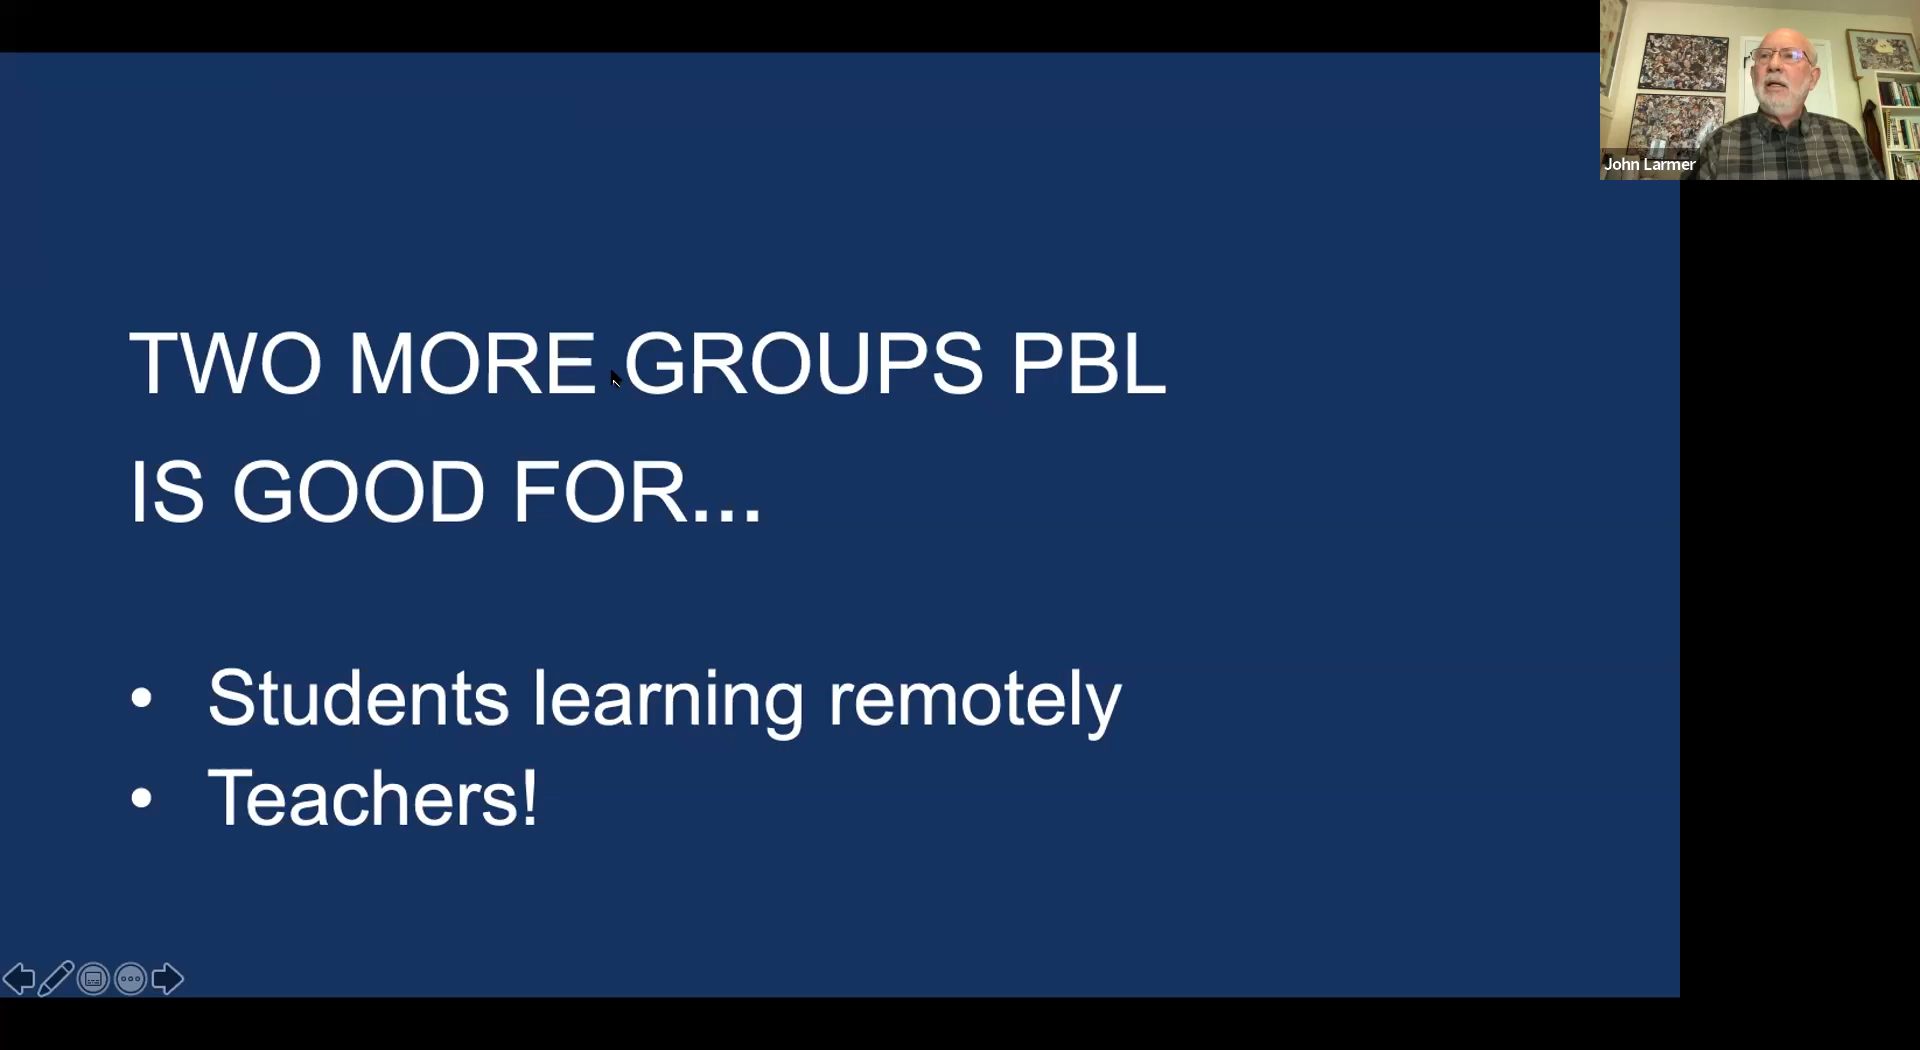 John Larmer
TWO MORE GROUPS PBL
IS GOOD FOR...
• Students learning remotely
• Teachers!